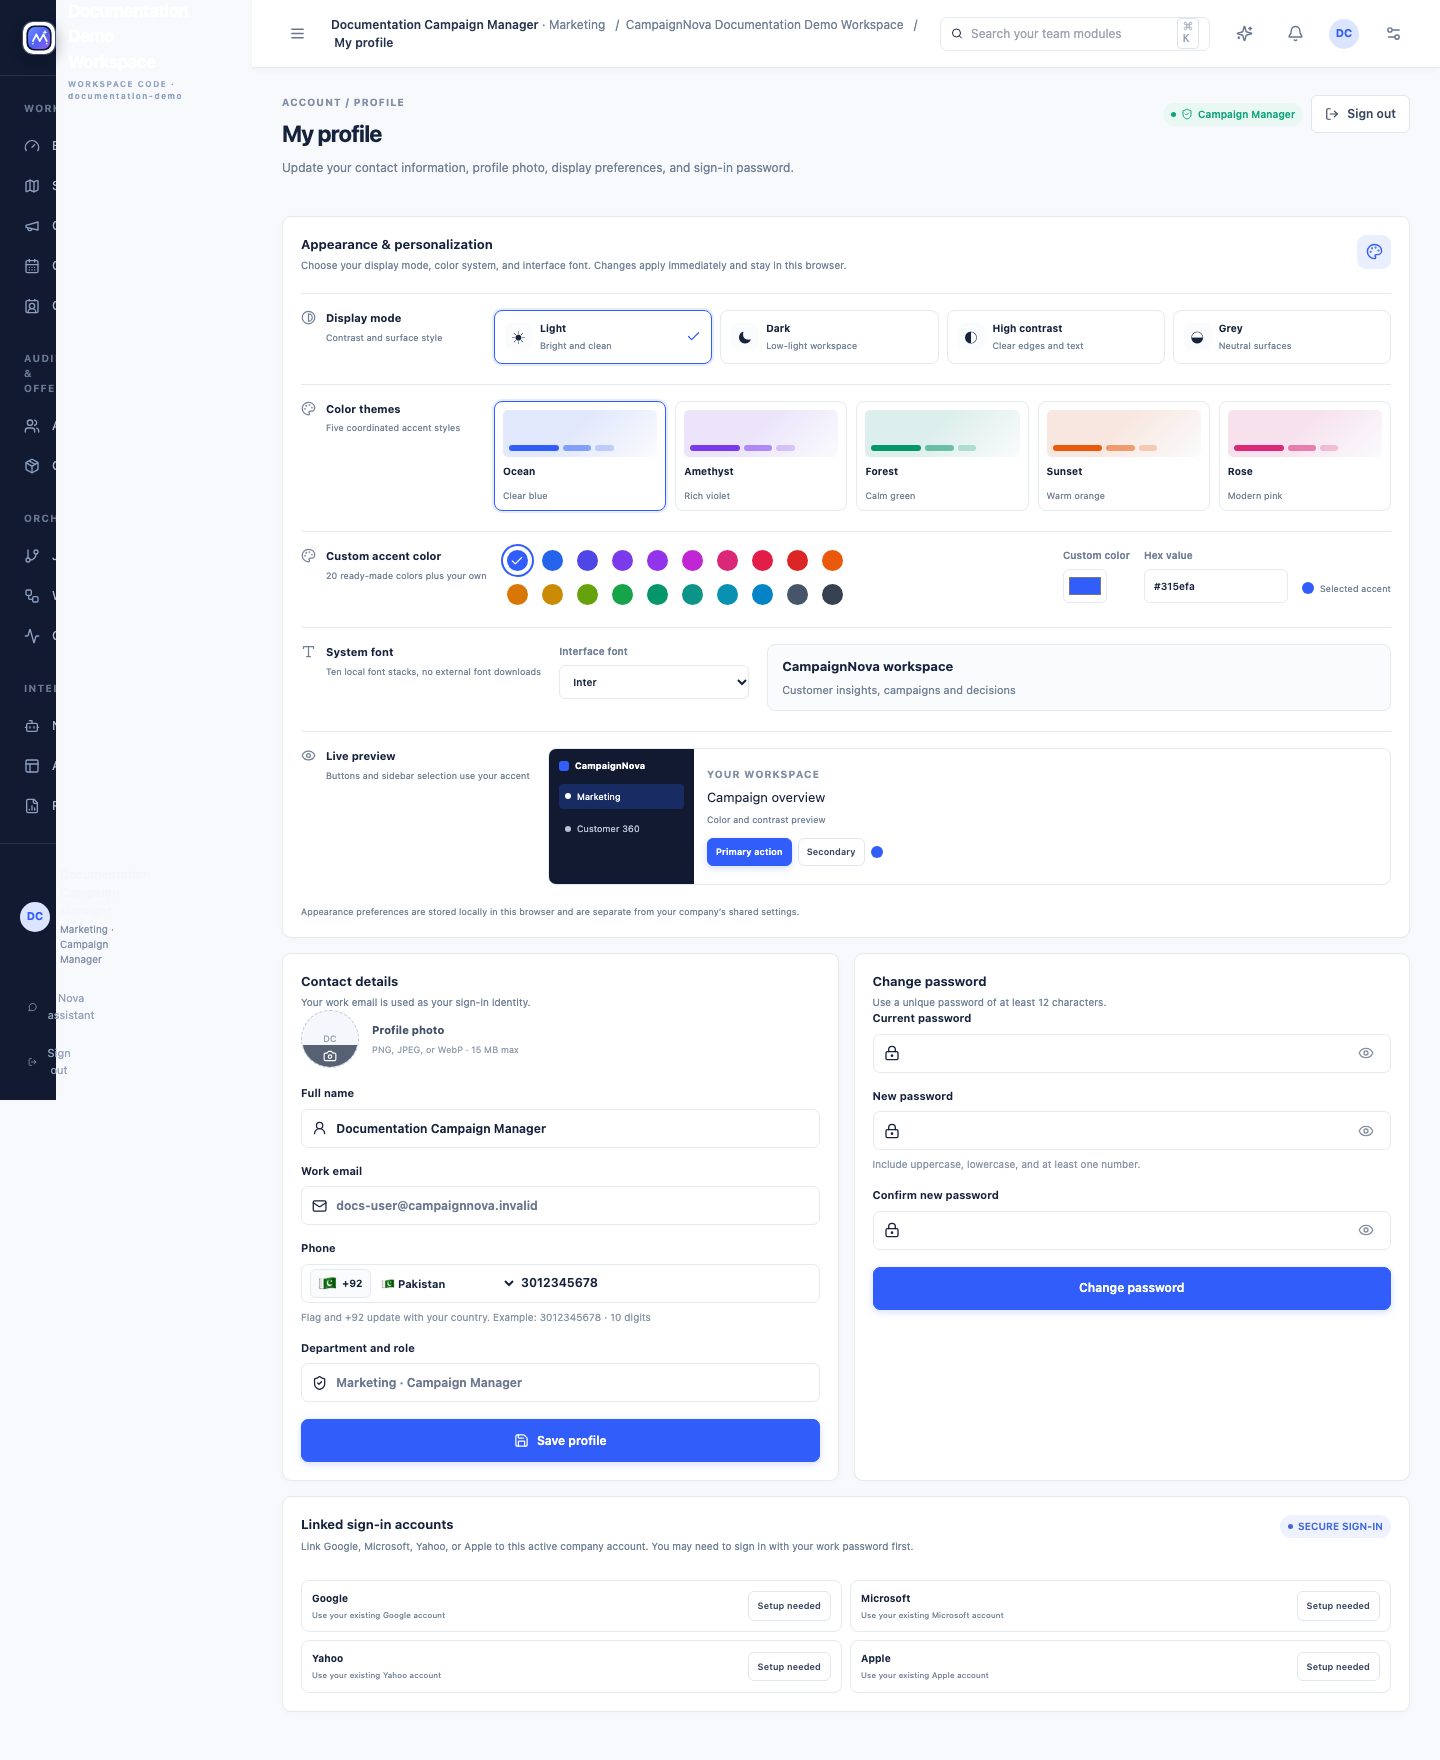 Documentation
Demo
Workspace
WORKSPACE CODE ·
documentation-demo
WORK
AUDI
&
OFFE
ORCH
INTEL
Documentation
Campaign
DC
Marketing ·
Campaign
Manager
Nova
assistant
Sign
out
Documentation Campaign Manager · Marketing / CampaignNova Documentation Demo Workspace /
My profile
Search your team modules
⌘
K
DC
ACCOUNT / PROFILE
My profile
Update your contact information, profile photo, display preferences, and sign-in password.
Campaign Manager
Sign out
Appearance & personalization
Choose your display mode, color system, and interface font. Changes apply immediately and stay in this browser.
Display mode
Contrast and surface style
Light
Bright and clean
Dark
Low-light workspace
High contrast
Clear edges and text
Grey
Neutral surfaces
Color themes
Five coordinated accent styles
Ocean
Clear blue
Amethyst
Rich violet
Forest
Calm green
Sunset
Warm orange
Rose
Modern pink
Custom accent color
20 ready-made colors plus your own
Custom color
Hex value
#315efa
Selected accent
System font
Ten local font stacks, no external font downloads
Interface font
Inter
CampaignNova workspace
Customer insights, campaigns and decisions
Live preview
Buttons and sidebar selection use your accent
CampaignNova
Marketing
Customer 360
YOUR WORKSPACE
Campaign overview
Color and contrast preview
Primary action
Secondary
Appearance preferences are stored locally in this browser and are separate from your company's shared settings.
Contact details
Your work email is used as your sign-in identity.
DC
Profile photo
PNG, JPEG, or WebP · 15 MB max
Full name
Documentation Campaign Manager
Work email
docs-user@campaignnova.invalid
Phone
+92
Pakistan
3012345678
Flag and +92 update with your country. Example: 3012345678 · 10 digits
Department and role
Marketing · Campaign Manager
Save profile
Change password
Use a unique password of at least 12 characters.
Current password
New password
Include uppercase, lowercase, and at least one number.
Confirm new password
Change password
Linked sign-in accounts
Link Google, Microsoft, Yahoo, or Apple to this active company account. You may need to sign in with your work password first.
SECURE SIGN-IN
Google
Use your existing Google account
Setup needed
Microsoft
Use your existing Microsoft account
Setup needed
Yahoo
Use your existing Yahoo account
Setup needed
Apple
Use your existing Apple account
Setup needed